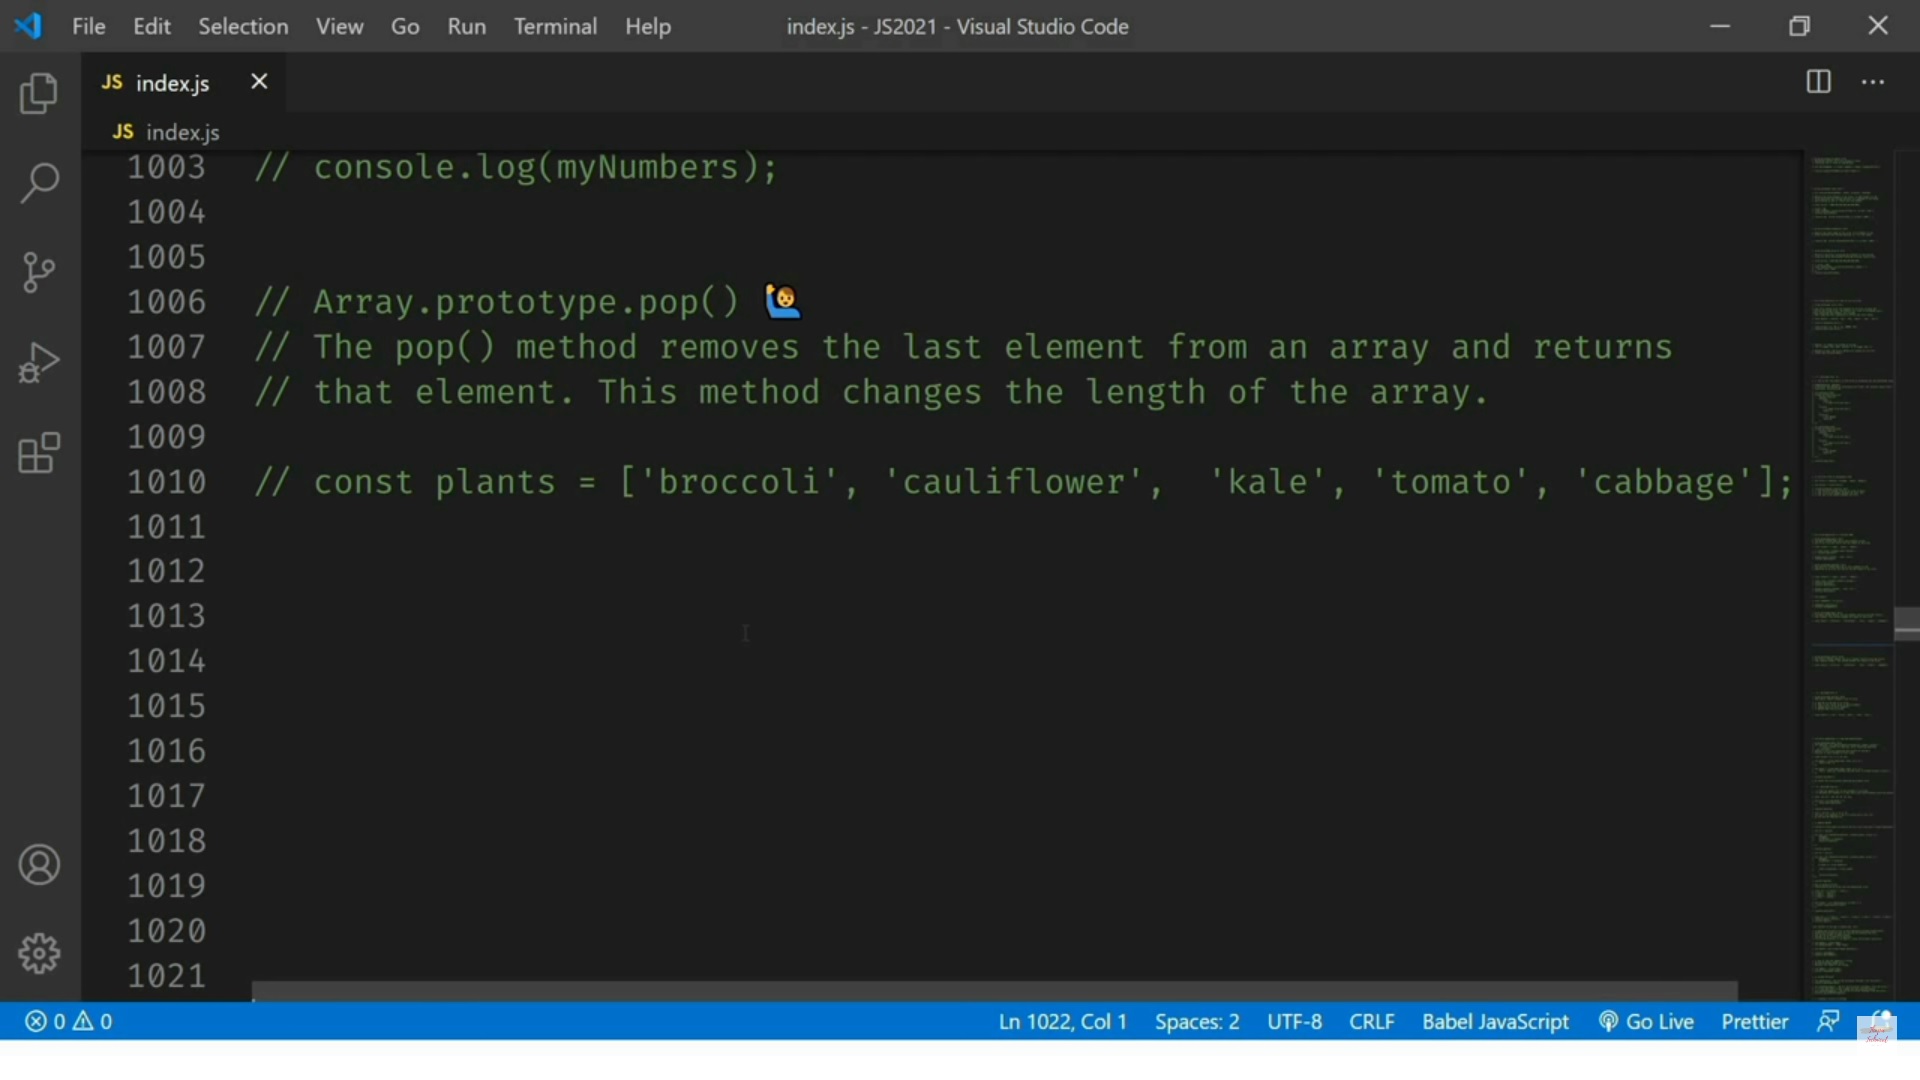 File Edit Selection View Go Run Terminal Help index.js - JS2021 - Visual Studio Code
JS index.js
JS index.js
1003 // console.log(myNumbers);
1004
1005
1006 // Array.prototype.pop() 🙋‍♂️
1007 // The pop() method removes the last element from an array and returns
1008 // that element. This method changes the length of the array.
1009
1010 // const plants = ['broccoli', 'cauliflower',  'kale', 'tomato', 'cabbage'];
1011
1012
1013
1014
1015
1016
1017
1018
1019
1020
1021
0 0 Ln 1022, Col 1 Spaces: 2 UTF-8 CRLF Babel JavaScript Go Live Prettier